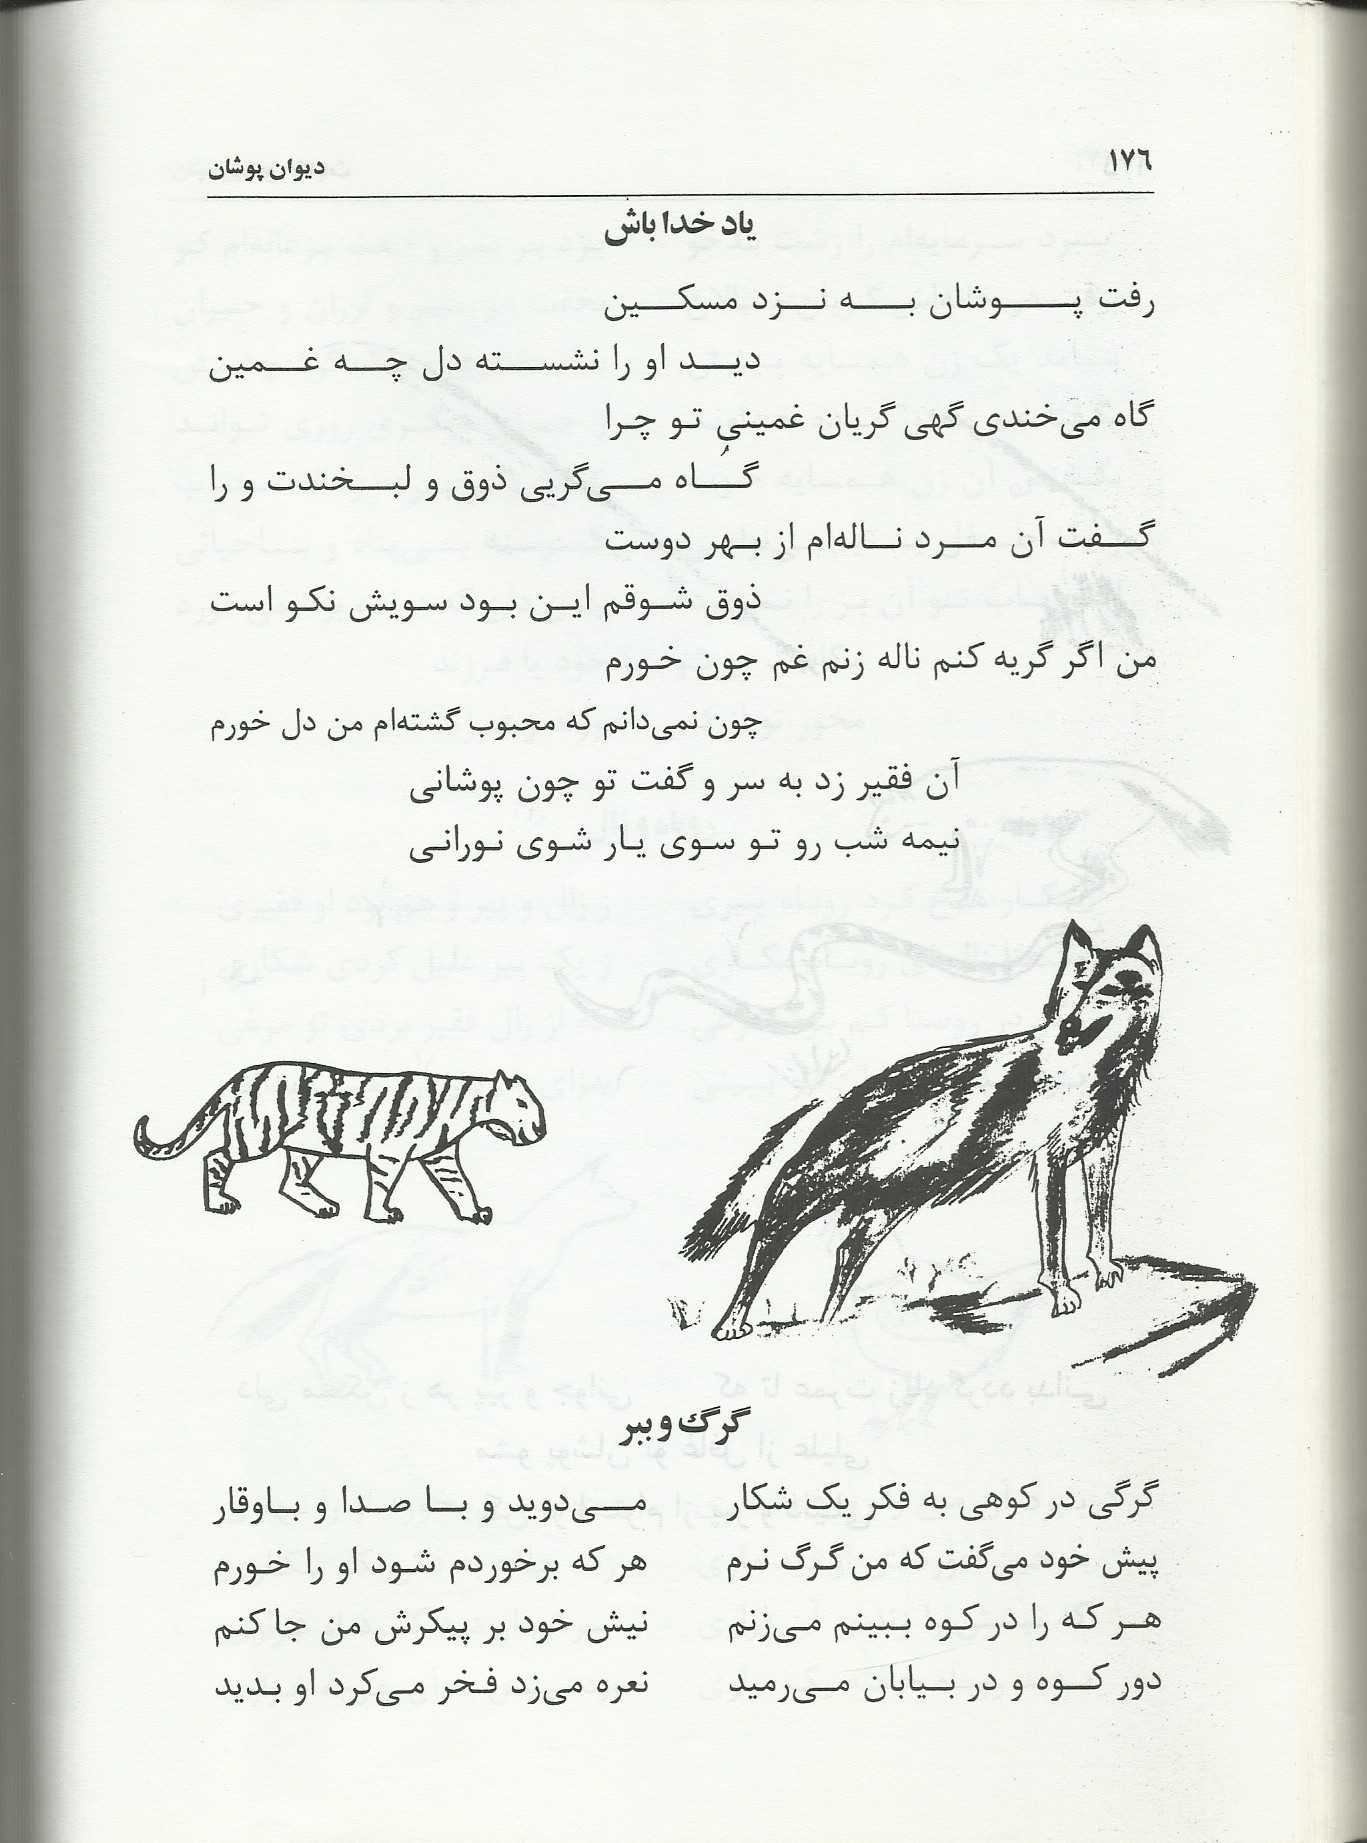 ۱۷۶ دیوان پوشان
یاد خدا باش
رفت پوشان به نزد مسکین
دید او را نشسته دل چه غمین
گاه می‌خندی گهی گریان غمینی تو چرا
گاه می‌گریی ذوق و لبخندت و را
گفت آن مرد ناله‌ام از بهر دوست
ذوق شوقم این بود سویش نکو است
من اگر گریه کنم ناله زنم غم چون خورم
چون نمی‌دانم که محبوب گشته‌ام من دل خورم
آن فقیر زد به سر و گفت تو چون پوشانی
نیمه شب رو تو سوی یار شوی نورانی
گرگ و ببر
گرگی در کوهی به فکر یک شکار می‌دوید و با صدا و باوقار
پیش خود می‌گفت که من گرگ نرم هر که برخوردم شود او را خورم
هر که را در کوه ببینم می‌زنم نیش خود بر پیکرش من جا کنم
دور کوه و در بیابان می‌رمید نعره می‌زد فخر می‌کرد او بدید